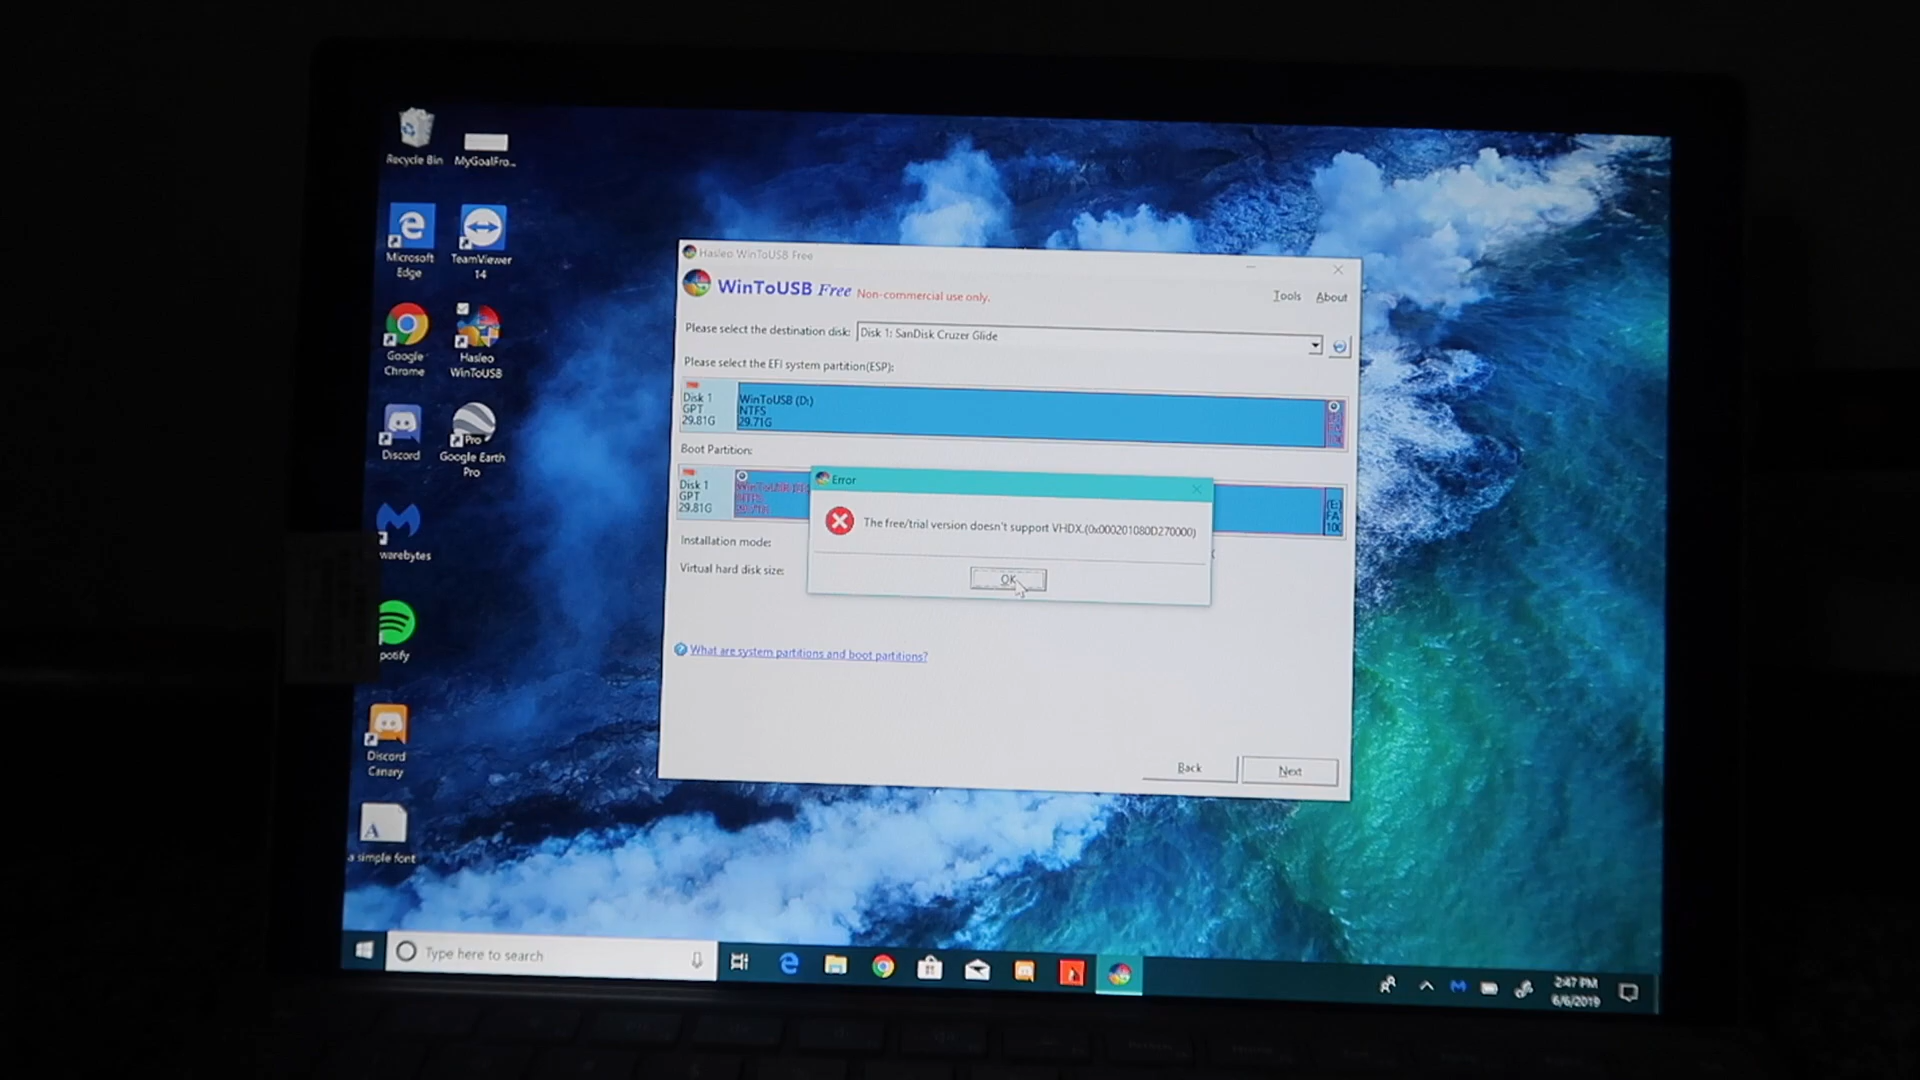 Recycle Bin
MyGoalFro...
Microsoft
Edge
TeamViewer
14
Google
Chrome
Hasleo
WinToUSB
Discord
Pro
Google Earth
Pro
warebytes
potify
Discord
Canary
A
a simple font
Hasleo WinToUSB Free
WinToUSB Free Non-commercial use only.
Tools About
Please select the destination disk: Disk 1: SanDisk Cruzer Glide
Please select the EFI system partition(ESP):
Disk 1
GPT
29.81G
WinToUSB (D:)
NTFS
29.71G
Boot Partition:
Disk 1
GPT
29.81G
WinToUSB (D:
NTFS
(E:)
FA
100
Error
The free/trial version doesn't support VHDX.(0x000201080D270000)
OK
Installation mode:
Virtual hard disk size:
What are system partitions and boot partitions?
Back Next
Type here to search
2:47 PM
6/6/2019